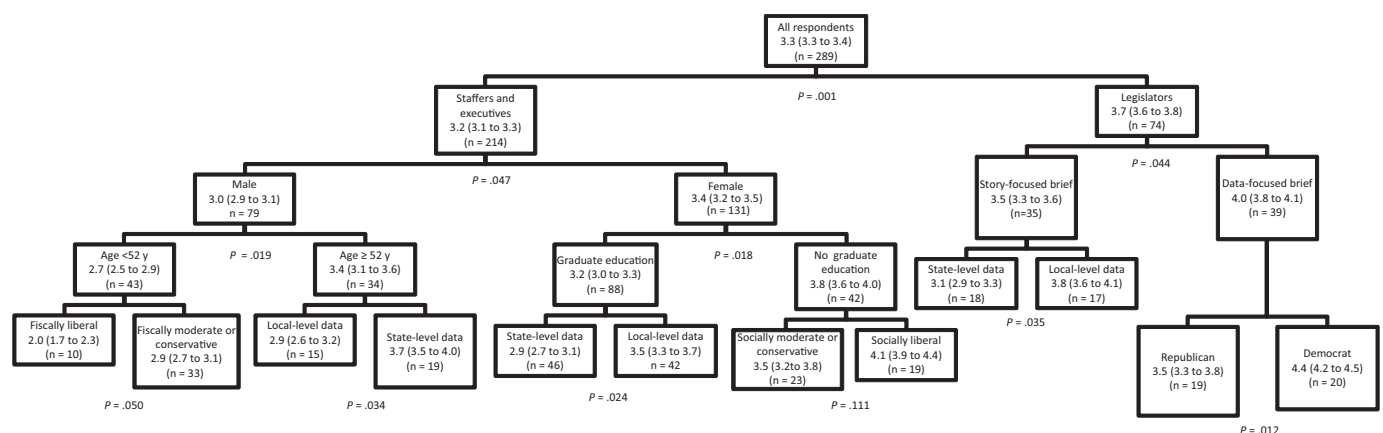 All respondents
3.3 (3.3 to 3.4)
(n = 289)
P = .001
Staffers and
executives
3.2 (3.1 to 3.3)
(n = 214)
Legislators
3.7 (3.6 to 3.8)
(n = 74)
P = .047
P = .044
Male
3.0 (2.9 to 3.1)
n = 79
Female
3.4 (3.2 to 3.5)
(n = 131)
Story-focused brief
3.5 (3.3 to 3.6)
(n=35)
Data-focused brief
4.0 (3.8 to 4.1)
(n = 39)
P = .019
P = .018
Age <52 y
2.7 (2.5 to 2.9)
(n = 43)
Age ≥ 52 y
3.4 (3.1 to 3.6)
(n = 34)
Graduate education
3.2 (3.0 to 3.3)
(n = 88)
No graduate
education
3.8 (3.6 to 4.0)
(n = 42)
State-level data
3.1 (2.9 to 3.3)
(n = 18)
Local-level data
3.8 (3.6 to 4.1)
(n = 17)
P = .035
Fiscally liberal
2.0 (1.7 to 2.3)
(n = 10)
Fiscally moderate or
conservative
2.9 (2.7 to 3.1)
(n = 33)
Local-level data
2.9 (2.6 to 3.2)
(n = 15)
State-level data
3.7 (3.5 to 4.0)
(n = 19)
State-level data
2.9 (2.7 to 3.1)
(n = 46)
Local-level data
3.5 (3.3 to 3.7)
n = 42
Socially moderate or
conservative
3.5 (3.2to 3.8)
(n = 23)
Socially liberal
4.1 (3.9 to 4.4)
(n = 19)
Republican
3.5 (3.3 to 3.8)
(n = 19)
Democrat
4.4 (4.2 to 4.5)
(n = 20)
P = .050
P = .034
P = .024
P = .111
P = .012